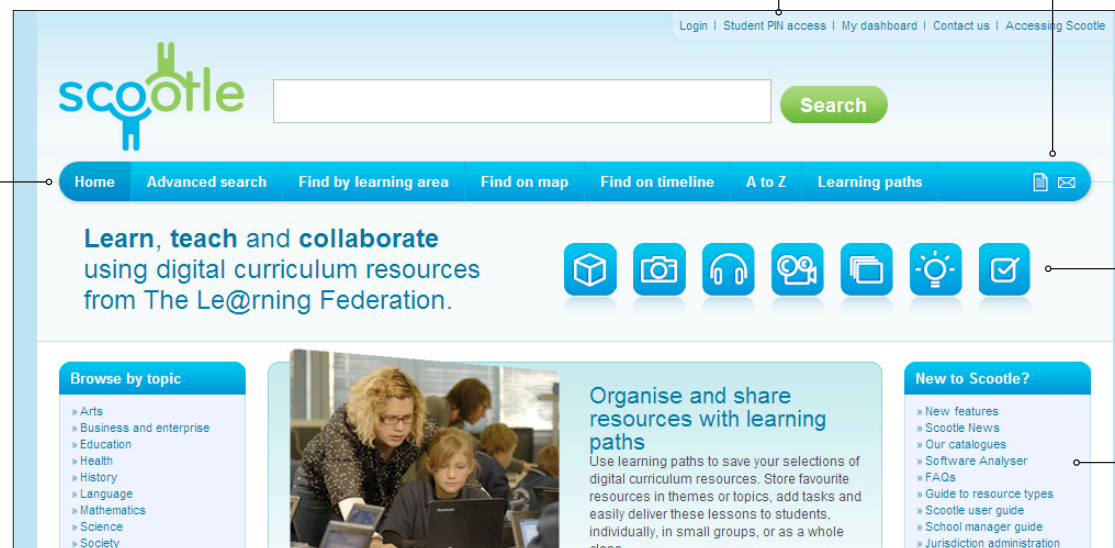 Login | Student PIN access | My dashboard | Contact us | Accessing Scootle
scootle
Search
Home Advanced search Find by learning area Find on map Find on timeline A to Z Learning paths
Learn, teach and collaborate
using digital curriculum resources
from The Le@rning Federation.
Browse by topic
» Arts
» Business and enterprise
» Education
» Health
» History
» Language
» Mathematics
» Science
» Society
Organise and share
resources with learning
paths
Use learning paths to save your selections of
digital curriculum resources. Store favourite
resources in themes or topics, add tasks and
easily deliver these lessons to students,
individually, in small groups, or as a whole
New to Scootle?
» New features
» Scootle News
» Our catalogues
» Software Analyser
» FAQs
» Guide to resource types
» Scootle user guide
» School manager guide
» Jurisdiction administration